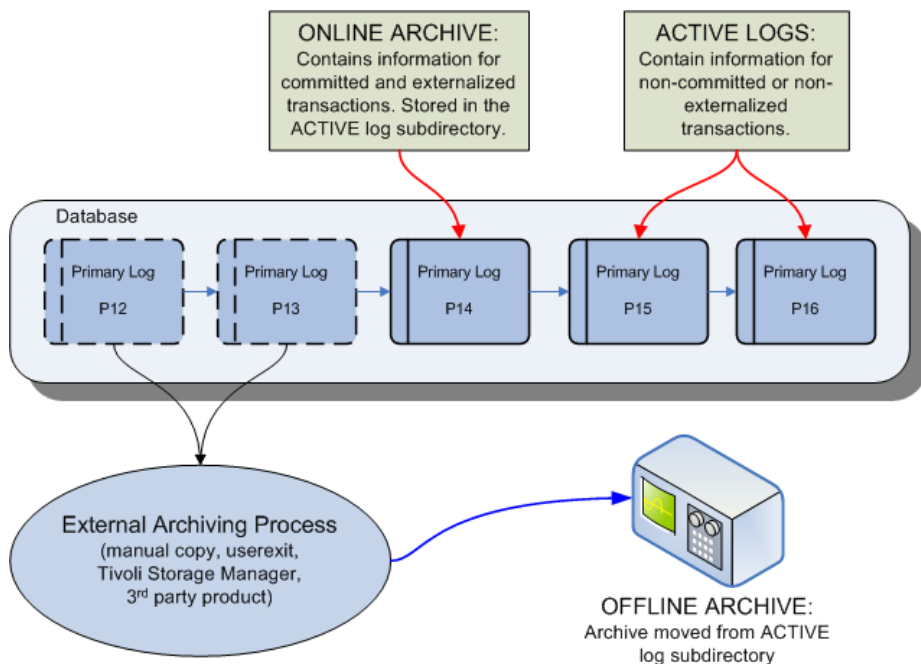 ONLINE ARCHIVE:
Contains information for
committed and externalized
transactions. Stored in the
ACTIVE log subdirectory.
ACTIVE LOGS:
Contain information for
non-committed or non-
externalized
transactions.
Database
Primary Log
P12
Primary Log
P13
Primary Log
P14
Primary Log
P15
Primary Log
P16
External Archiving Process
(manual copy, userexit,
Tivoli Storage Manager,
3rd party product)
OFFLINE ARCHIVE:
Archive moved from ACTIVE
log subdirectory